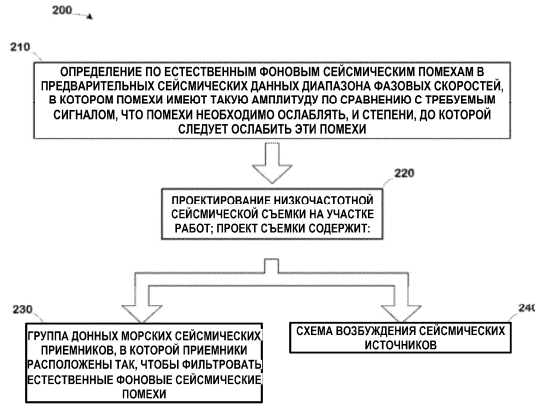 200
210
ОПРЕДЕЛЕНИЕ ПО ЕСТЕСТВЕННЫМ ФОНОВЫМ СЕЙСМИЧЕСКИМ ПОМЕХАМ В
ПРЕДВАРИТЕЛЬНЫХ СЕЙСМИЧЕСКИХ ДАННЫХ ДИАПАЗОНА ФАЗОВЫХ СКОРОСТЕЙ,
В КОТОРОМ ПОМЕХИ ИМЕЮТ ТАКУЮ АМПЛИТУДУ ПО СРАВНЕНИЮ С ТРЕБУЕМЫМ
СИГНАЛОМ, ЧТО ПОМЕХИ НЕОБХОДИМО ОСЛАБЛЯТЬ, И СТЕПЕНИ, ДО КОТОРОЙ
СЛЕДУЕТ ОСЛАБИТЬ ЭТИ ПОМЕХИ
220
ПРОЕКТИРОВАНИЕ НИЗКОЧАСТОТНОЙ
СЕЙСМИЧЕСКОЙ СЪЕМКИ НА УЧАСТКЕ
РАБОТ; ПРОЕКТ СЪЕМКИ СОДЕРЖИТ:
230
ГРУППА ДОННЫХ МОРСКИХ СЕЙСМИЧЕСКИХ
ПРИЕМНИКОВ, В КОТОРОЙ ПРИЕМНИКИ
РАСПОЛОЖЕНЫ ТАК, ЧТОБЫ ФИЛЬТРОВАТЬ
ЕСТЕСТВЕННЫЕ ФОНОВЫЕ СЕЙСМИЧЕСКИЕ
ПОМЕХИ
240
СХЕМА ВОЗБУЖДЕНИЯ СЕЙСМИЧЕСКИХ
ИСТОЧНИКОВ